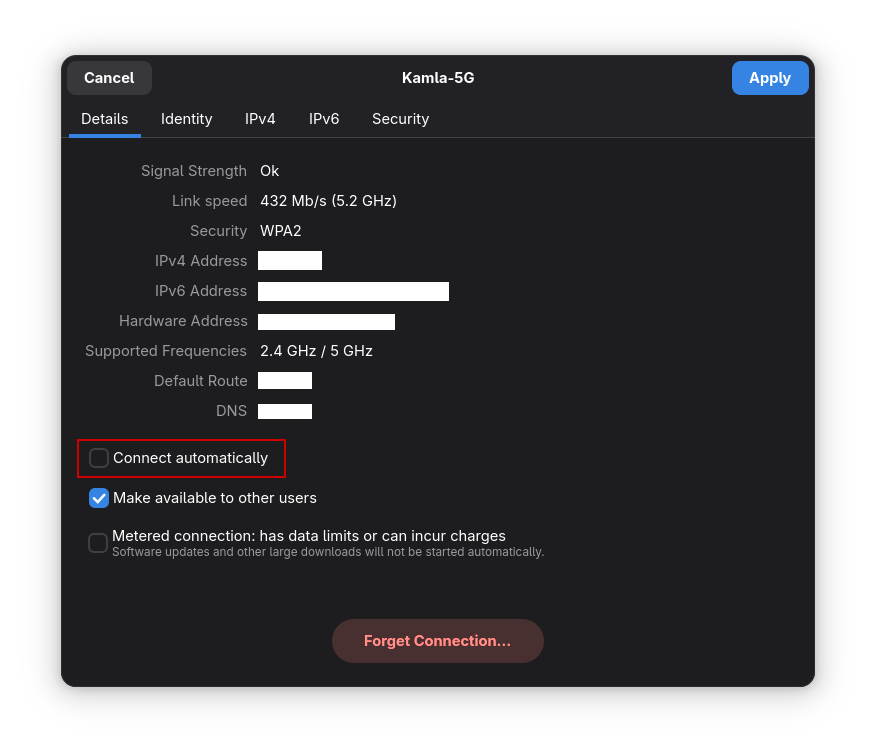 Cancel Kamla-5G Apply
Details Identity IPv4 IPv6 Security
Signal Strength Ok
Link speed 432 Mb/s (5.2 GHz)
Security WPA2
IPv4 Address
IPv6 Address
Hardware Address
Supported Frequencies 2.4 GHz / 5 GHz
Default Route
DNS
Connect automatically
Make available to other users
Metered connection: has data limits or can incur charges
Software updates and other large downloads will not be started automatically.
Forget Connection…